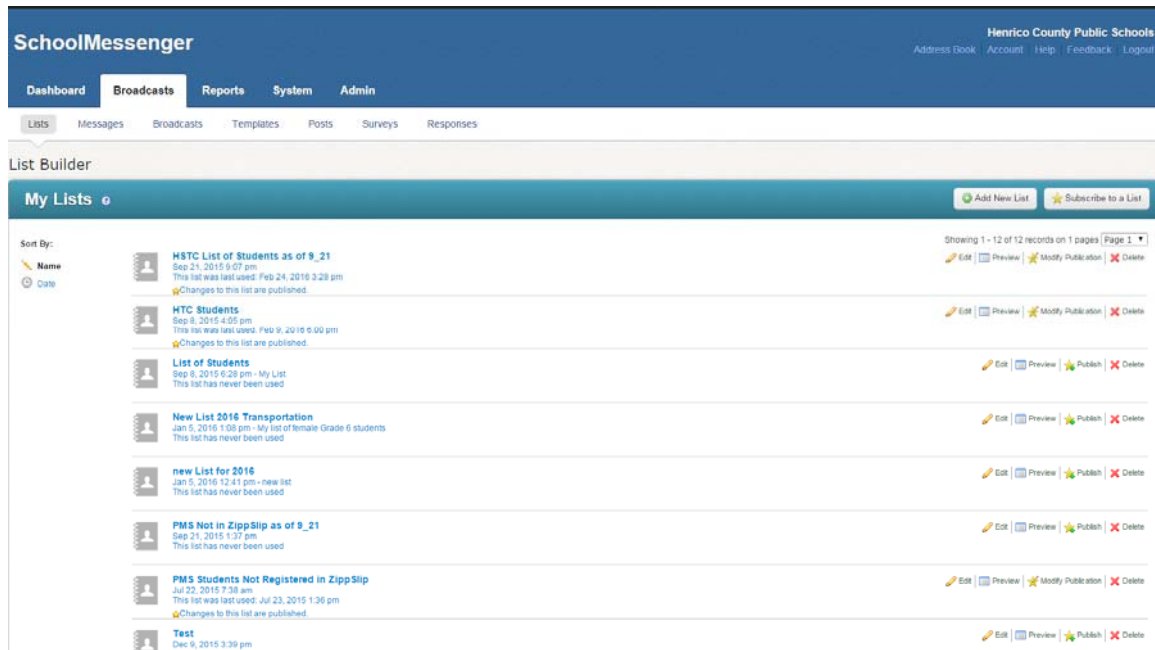 SchoolMessenger
Henrico County Public Schools
Address Book Account Help Feedback Logout
Dashboard Broadcasts Reports System Admin
Lists Messages Broadcasts Templates Posts Surveys Responses
List Builder
My Lists
Add New List Subscribe to a List
Sort By:
Name
Date
Showing 1 - 12 of 12 records on 1 pages Page 1
HSTC List of Students as of 9_21
Sep 21, 2015 9:07 pm
This list was last used: Feb 24, 2016 3:28 pm
Changes to this list are published.
Edit Preview Modify Publication Delete
HTC Students
Sep 8, 2015 4:05 pm
This list was last used: Feb 9, 2016 6:00 pm
Changes to this list are published.
Edit Preview Modify Publication Delete
List of Students
Sep 8, 2015 6:28 pm - My List
This list has never been used
Edit Preview Publish Delete
New List 2016 Transportation
Jan 5, 2016 1:08 pm - My list of female Grade 6 students
This list has never been used
Edit Preview Publish Delete
new List for 2016
Jan 5, 2016 12:41 pm - new list
This list has never been used
Edit Preview Publish Delete
PMS Not in ZippSlip as of 9_21
Sep 21, 2015 1:37 pm
This list has never been used
Edit Preview Publish Delete
PMS Students Not Registered in ZippSlip
Jul 22, 2015 7:38 am
This list was last used: Jul 23, 2015 1:36 pm
Changes to this list are published.
Edit Preview Modify Publication Delete
Test
Dec 9, 2015 3:39 pm
Edit Preview Publish Delete